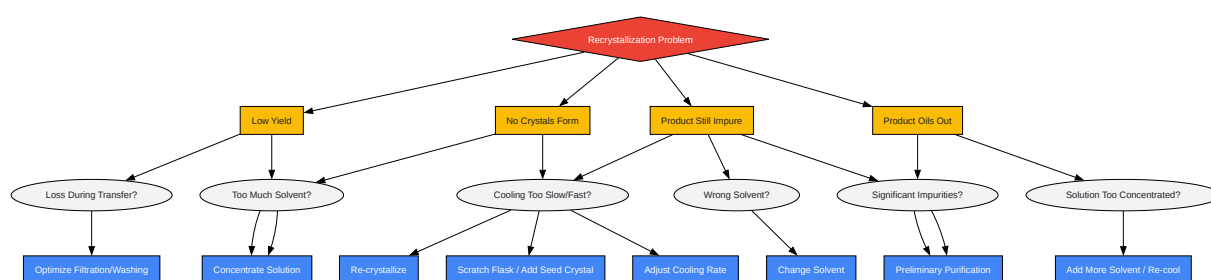 Recrystallization Problem
Low Yield
No Crystals Form
Product Still Impure
Product Oils Out
Loss During Transfer?
Too Much Solvent?
Cooling Too Slow/Fast?
Wrong Solvent?
Significant Impurities?
Solution Too Concentrated?
Optimize Filtration/Washing
Concentrate Solution
Re-crystallize
Scratch Flask / Add Seed Crystal
Adjust Cooling Rate
Change Solvent
Preliminary Purification
Add More Solvent / Re-cool